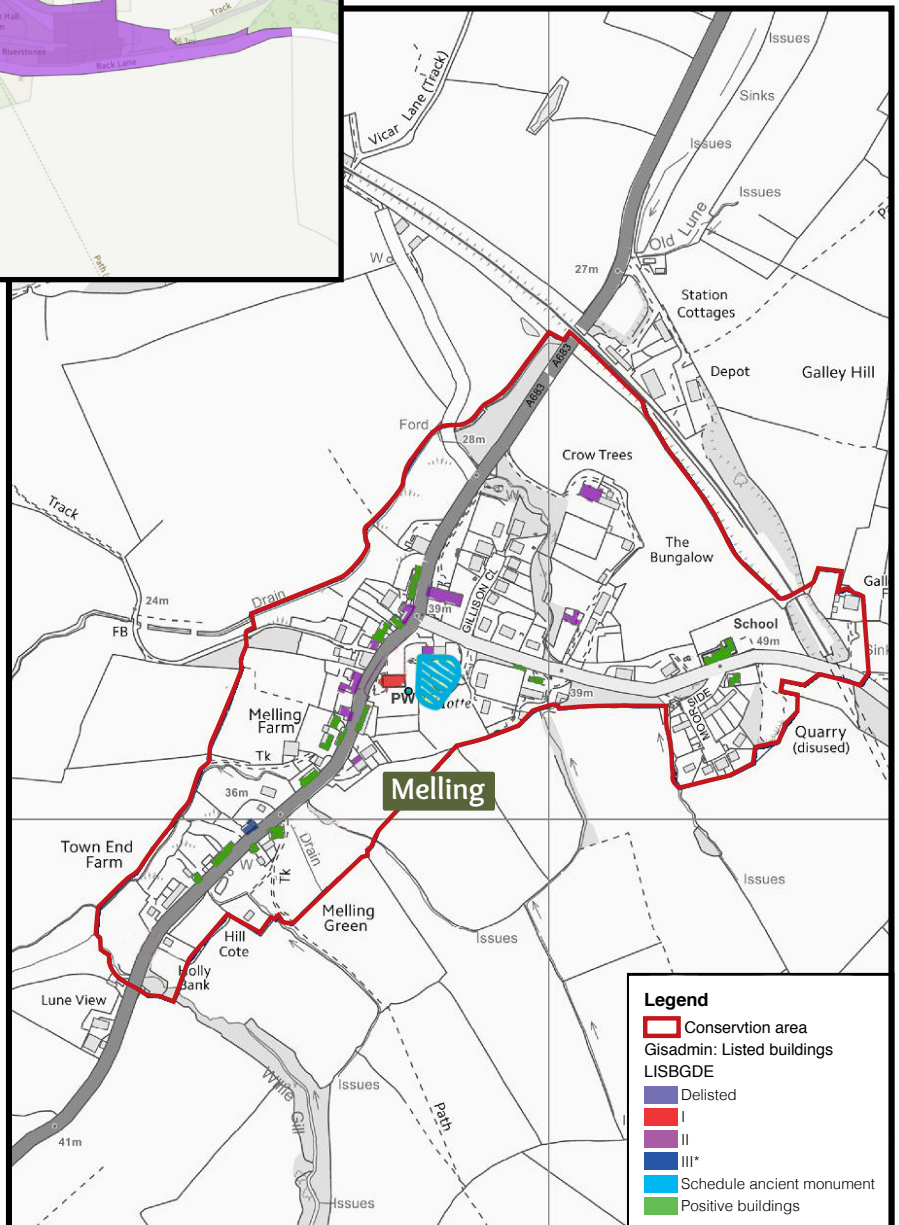 Hall
Riverstones
Track
Back Lane
Issues
Vicar Lane (Track)
Sinks
Issues
Issues
Old Lune
W
27m
Station
Cottages
A683
A683
Depot
Galley Hill
Ford
28m
Crow Trees
W
Track
The
Bungalow
GILLISON CL
Drain
24m
39m
FB
School
49m
PW
39m
MOOR SIDE
Melling
Farm
Quarry
(disused)
Tk
Melling
36m
Town End
Farm
Drain
W
Tk
Issues
Melling
Green
Hill
Cote
Issues
Holly
Bank
Lune View
Legend
Conservtion area
Gisadmin: Listed buildings
LISBGDE
Delisted
I
II
III*
Schedule ancient monument
Positive buildings
Issues
Gill
Path
41m
Issues